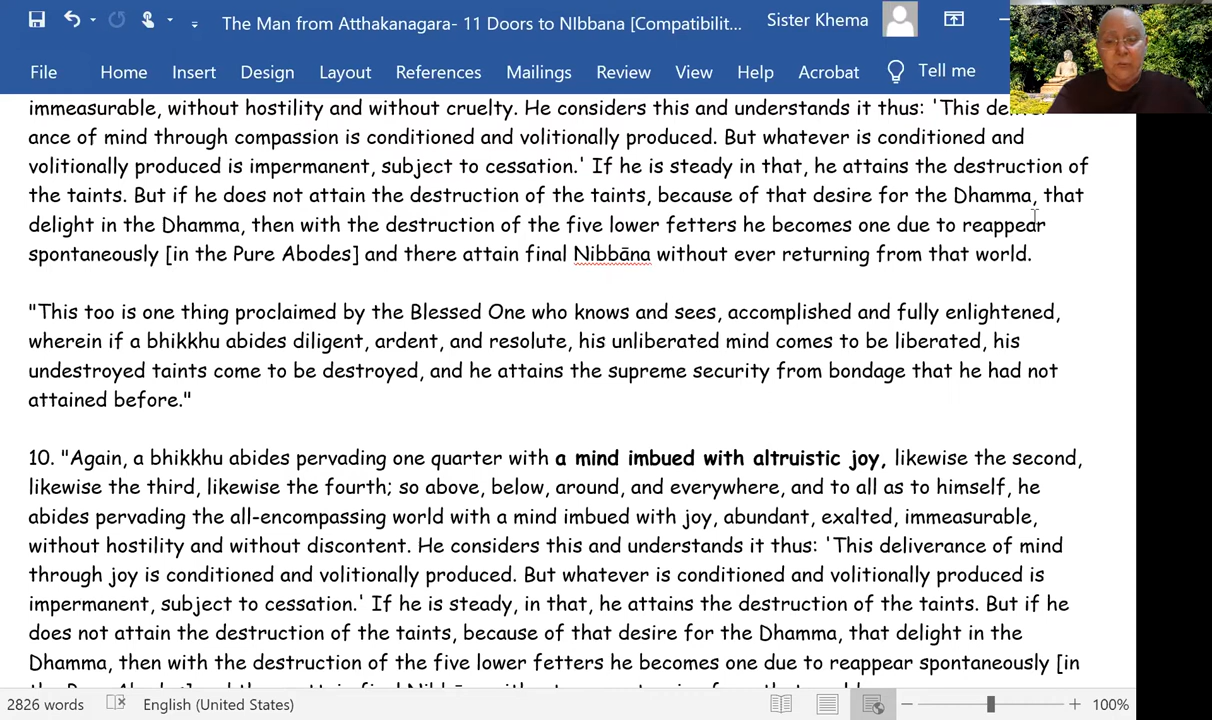 The Man from Atthakanagara- 11 Doors to NIbbana [Compatibilit...
Sister Khema
File Home Insert Design Layout References Mailings Review View Help Acrobat Tell me
immeasurable, without hostility and without cruelty. He considers this and understands it thus: 'This
ance of mind through compassion is conditioned and volitionally produced. But whatever is conditioned and
volitionally produced is impermanent, subject to cessation.' If he is steady in that, he attains the destruction of
the taints. But if he does not attain the destruction of the taints, because of that desire for the Dhamma, that
delight in the Dhamma, then with the destruction of the five lower fetters he becomes one due to reappear
spontaneously [in the Pure Abodes] and there attain final Nibbāna without ever returning from that world.
"This too is one thing proclaimed by the Blessed One who knows and sees, accomplished and fully enlightened,
wherein if a bhikkhu abides diligent, ardent, and resolute, his unliberated mind comes to be liberated, his
undestroyed taints come to be destroyed, and he attains the supreme security from bondage that he had not
attained before."
10. "Again, a bhikkhu abides pervading one quarter with a mind imbued with altruistic joy, likewise the second,
likewise the third, likewise the fourth; so above, below, around, and everywhere, and to all as to himself, he
abides pervading the all-encompassing world with a mind imbued with joy, abundant, exalted, immeasurable,
without hostility and without discontent. He considers this and understands it thus: 'This deliverance of mind
through joy is conditioned and volitionally produced. But whatever is conditioned and volitionally produced is
impermanent, subject to cessation.' If he is steady, in that, he attains the destruction of the taints. But if he
does not attain the destruction of the taints, because of that desire for the Dhamma, that delight in the
Dhamma, then with the destruction of the five lower fetters he becomes one due to reappear spontaneously [in
2826 words English (United States) 100%